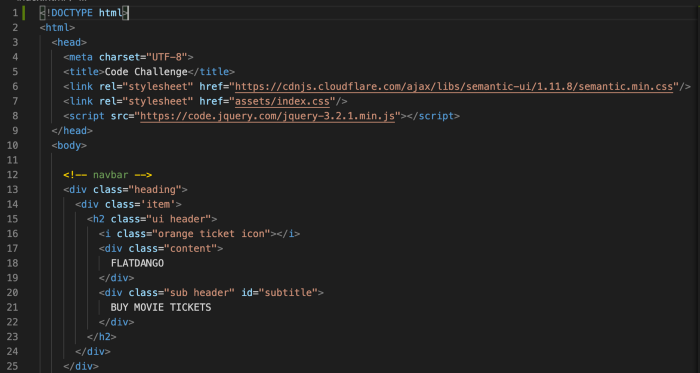 1 <!DOCTYPE html>
2 <html>
3 <head>
4 <meta charset="UTF-8">
5 <title>Code Challenge</title>
6 <link rel="stylesheet" href="https://cdnjs.cloudflare.com/ajax/libs/semantic-ui/1.11.8/semantic.min.css"/>
7 <link rel="stylesheet" href="assets/index.css"/>
8 <script src="https://code.jquery.com/jquery-3.2.1.min.js"></script>
9 </head>
10 <body>
11
12 <!-- navbar -->
13 <div class="heading">
14 <div class='item'>
15 <h2 class="ui header">
16 <i class="orange ticket icon"></i>
17 <div class="content">
18 FLATDANGO
19 </div>
20 <div class="sub header" id="subtitle">
21 BUY MOVIE TICKETS
22 </div>
23 </h2>
24 </div>
25 </div>